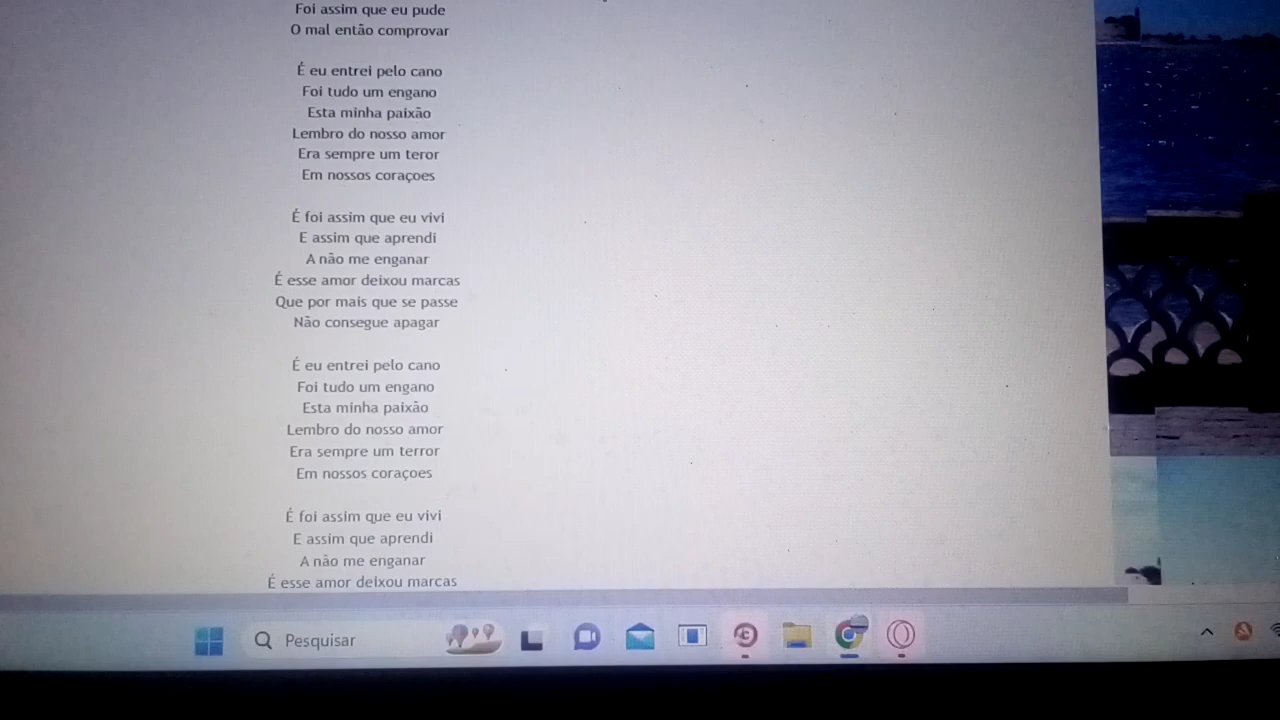 Foi assim que eu pude
O mal então comprovar
É eu entrei pelo cano
Foi tudo um engano
Esta minha paixão
Lembro do nosso amor
Era sempre um teror
Em nossos coraçoes
É foi assim que eu vivi
E assim que aprendi
A não me enganar
É esse amor deixou marcas
Que por mais que se passe
Não consegue apagar
É eu entrei pelo cano
Foi tudo um engano
Esta minha paixão
Lembro do nosso amor
Era sempre um terror
Em nossos coraçoes
É foi assim que eu vivi
E assim que aprendi
A não me enganar
É esse amor deixou marcas
Pesquisar